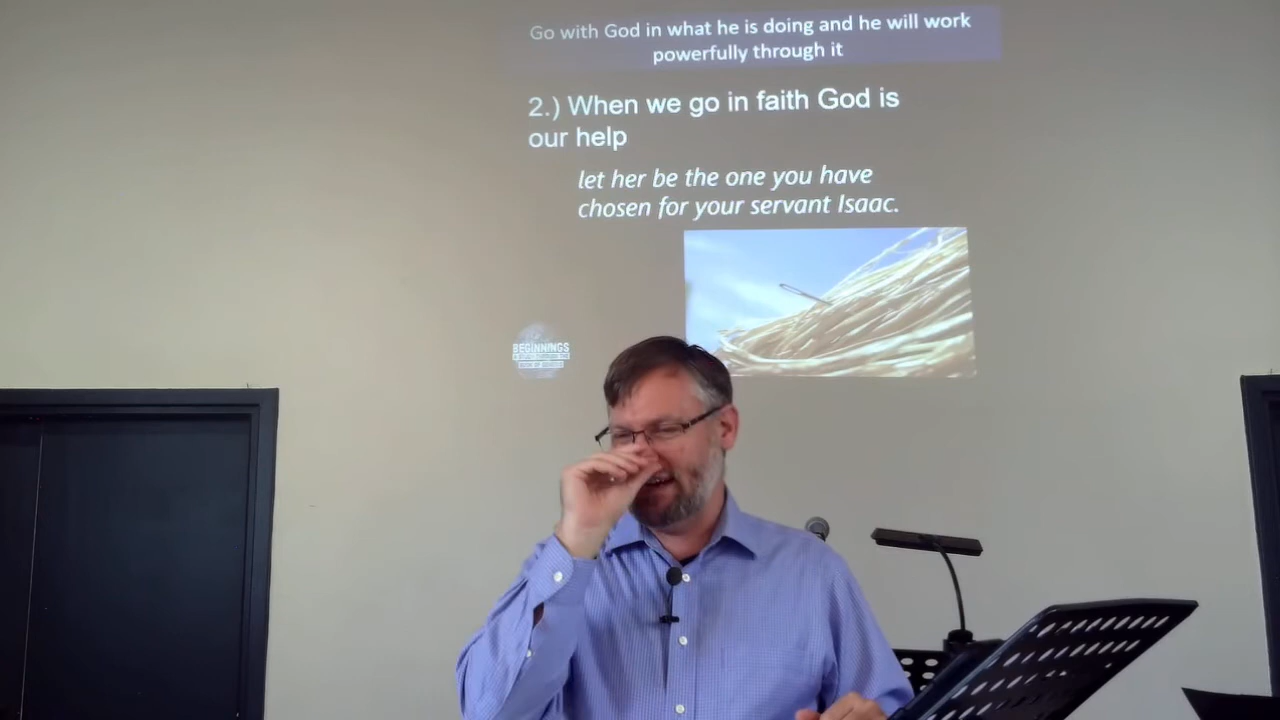 Go with God in what he is doing and he will work
powerfully through it
2.) When we go in faith God is
our help
let her be the one you have
chosen for your servant Isaac.
BEGINNINGS